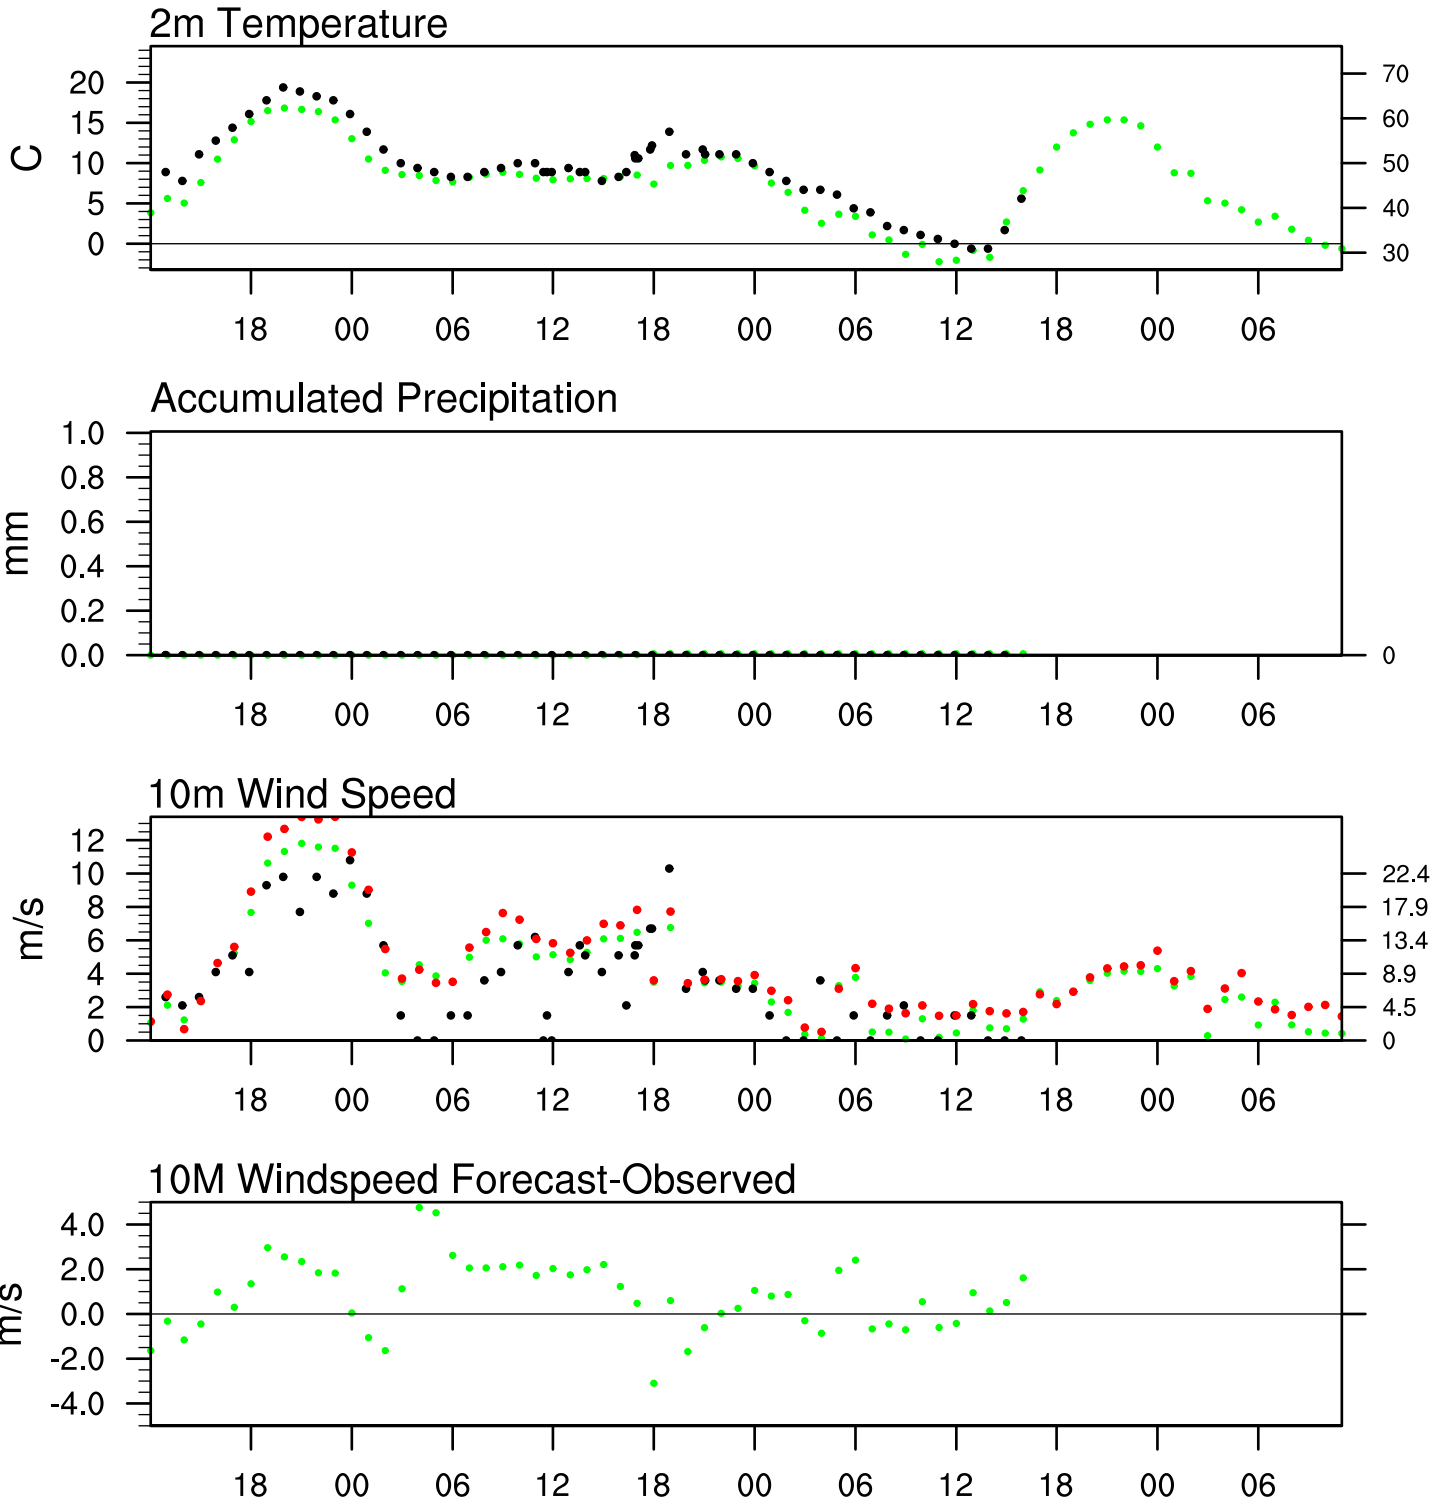 2m Temperature
20
15
10
5
0
C
70
60
50
40
30
18 00 06 12 18 00 06 12 18 00 06
Accumulated Precipitation
1.0
0.8
0.6
0.4
0.2
0.0
mm
0
18 00 06 12 18 00 06 12 18 00 06
10m Wind Speed
12
10
8
6
4
2
0
m/s
22.4
17.9
13.4
8.9
4.5
0
18 00 06 12 18 00 06 12 18 00 06
10M Windspeed Forecast-Observed
4.0
2.0
0.0
-2.0
-4.0
m/s
18 00 06 12 18 00 06 12 18 00 06